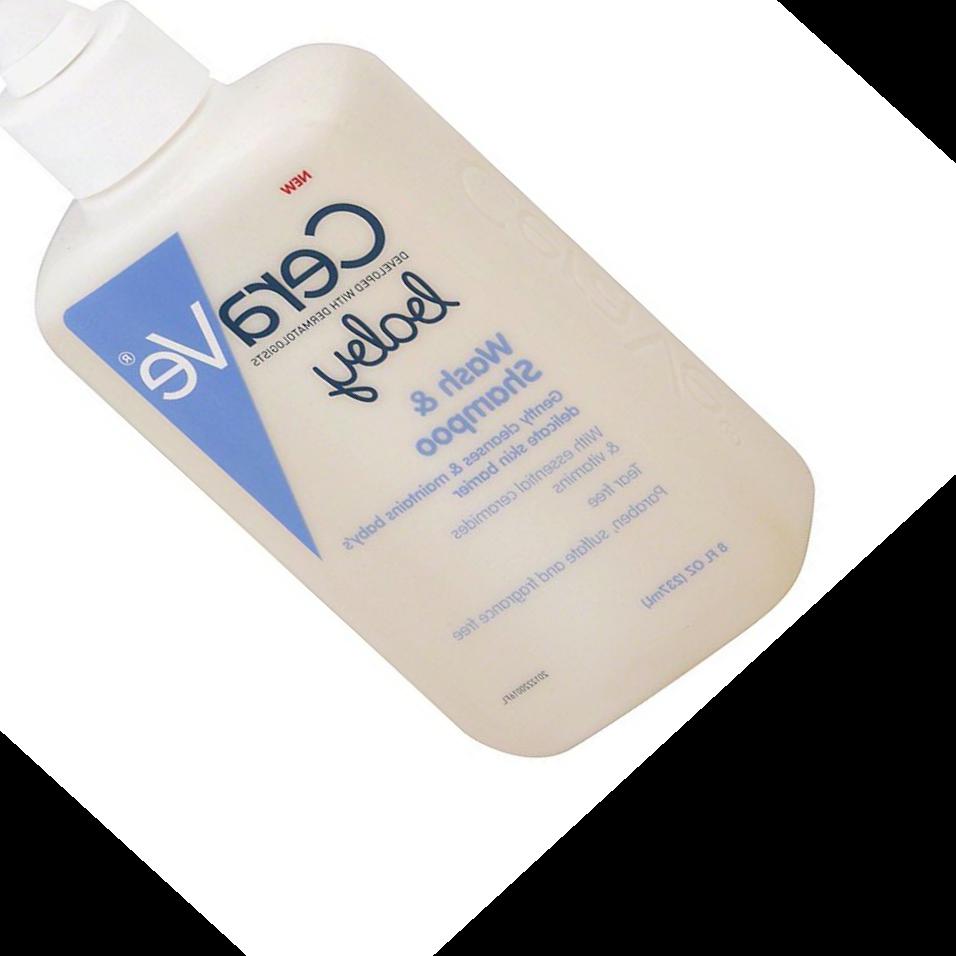 NEW
CeraVe®
DEVELOPED WITH DERMATOLOGISTS
baby
Wash &
Shampoo
Gently cleanses & maintains baby's
delicate skin barrier
With essential ceramides
& vitamins
Tear free
Paraben, sulfate and fragrance free
8 FL OZ (237mL)